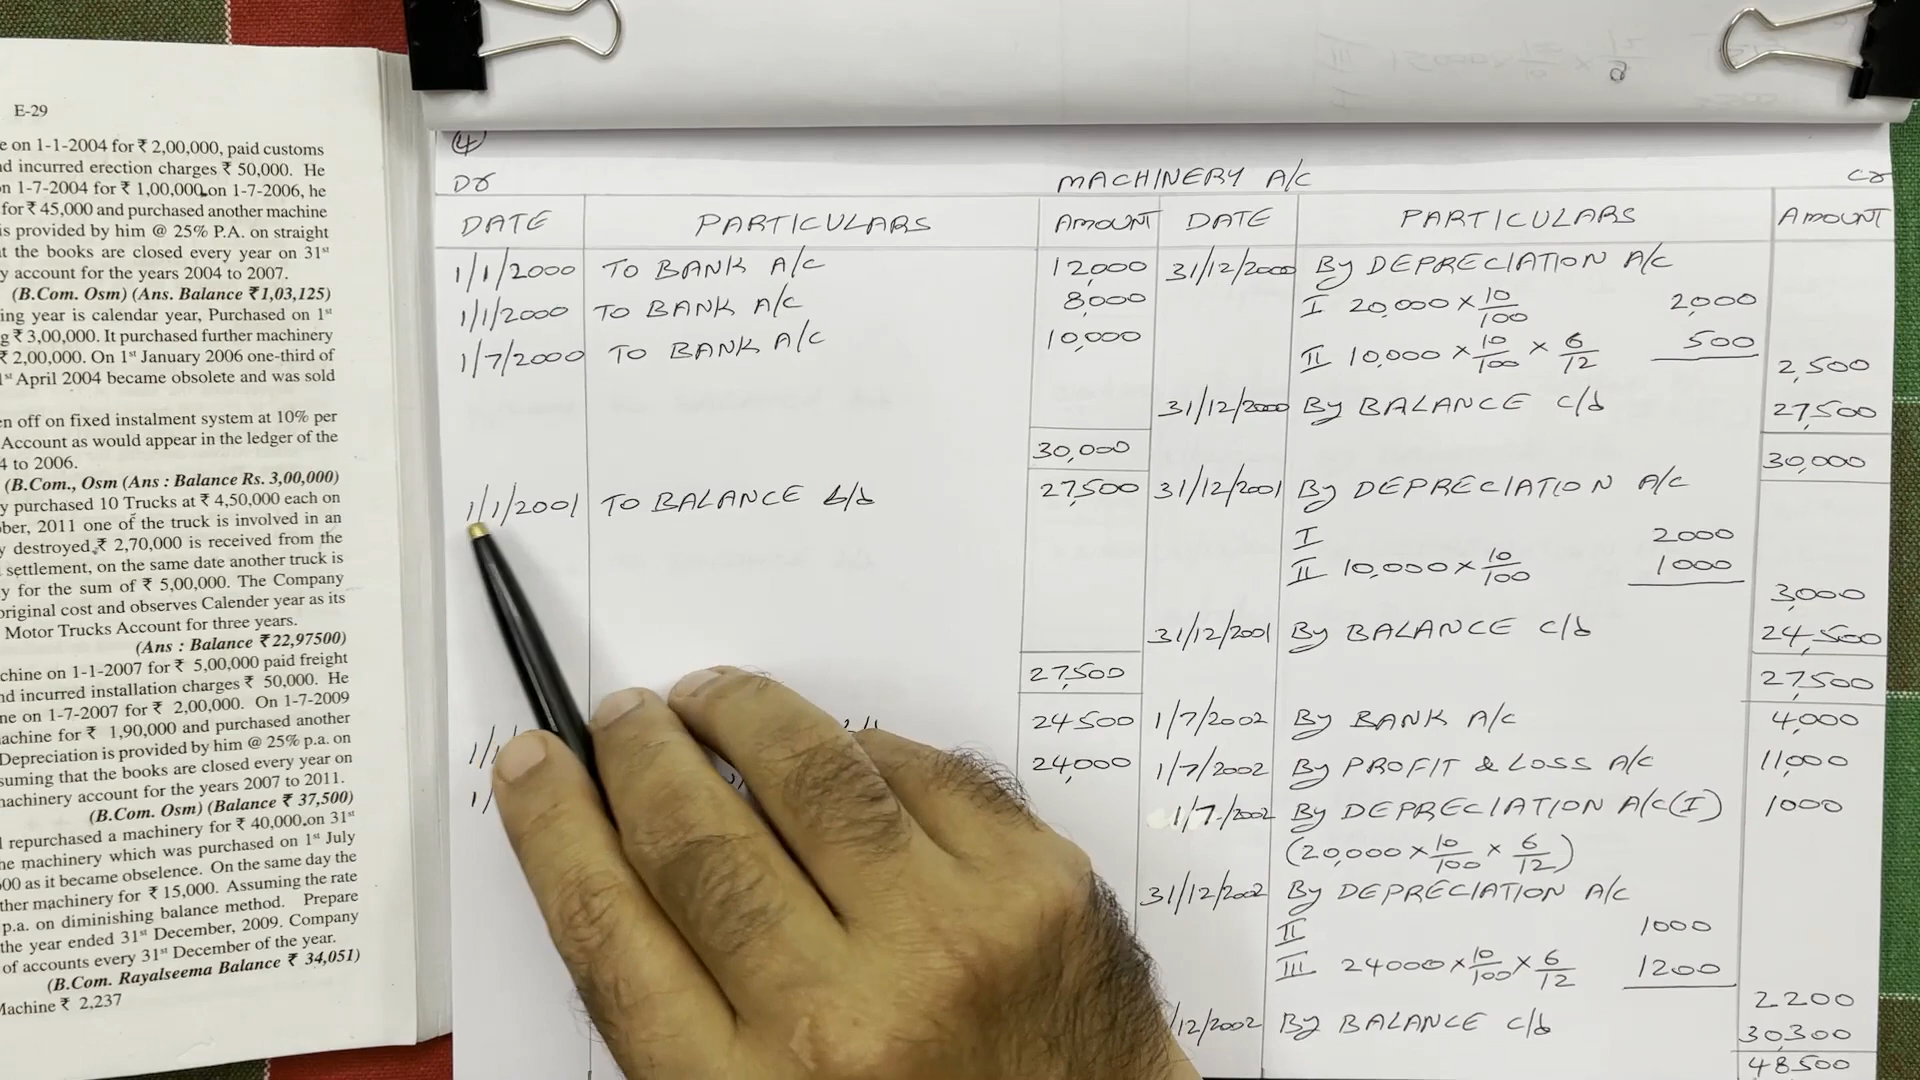 E-29
e on 1-1-2004 for ₹ 2,00,000, paid customs
d incurred erection charges ₹ 50,000. He
n 1-7-2004 for ₹ 1,00,000 on 1-7-2006, he
for ₹ 45,000 and purchased another machine
is provided by him @ 25% P.A. on straight
t the books are closed every year on 31st
y account for the years 2004 to 2007.
(B.Com. Osm) (Ans. Balance ₹ 1,03,125)
ing year is calendar year, Purchased on 1st
g ₹ 3,00,000. It purchased further machinery
₹ 2,00,000. On 1st January 2006 one-third of
1st April 2004 became obsolete and was sold
en off on fixed instalment system at 10% per
Account as would appear in the ledger of the
4 to 2006.
(B.Com., Osm (Ans : Balance Rs. 3,00,000)
y purchased 10 Trucks at ₹ 4,50,000 each on
ber, 2011 one of the truck is involved in an
y destroyed, ₹ 2,70,000 is received from the
settlement, on the same date another truck is
y for the sum of ₹ 5,00,000. The Company
original cost and observes Calender year as its
Motor Trucks Account for three years.
(Ans : Balance ₹ 22,97500)
chine on 1-1-2007 for ₹ 5,00,000 paid freight
nd incurred installation charges ₹ 50,000. He
ne on 1-7-2007 for ₹ 2,00,000. On 1-7-2009
achine for ₹ 1,90,000 and purchased another
Depreciation is provided by him @ 25% p.a. on
suming that the books are closed every year on
machinery account for the years 2007 to 2011.
(B.Com. Osm) (Balance ₹ 37,500)
l repurchased a machinery for ₹ 40,000 on 31st
he machinery which was purchased on 1st July
00 as it became obselence. On the same day the
ther machinery for ₹ 15,000. Assuming the rate
p.a. on diminishing balance method. Prepare
the year ended 31st December, 2009. Company
of accounts every 31st December of the year.
(B.Com. Rayalseema Balance ₹ 34,051)
Machine ₹ 2,237
4
Dr MACHINERY A/C Cr
DATE PARTICULARS AMOUNT DATE PARTICULARS AMOUNT
1/1/2000 TO BANK A/C 12,000 31/12/2000 By DEPRECIATION A/C
1/1/2000 TO BANK A/C 8,000 I 20,000 × 10/100 2,000
1/7/2000 TO BANK A/C 10,000 II 10,000 × 10/100 × 6/12 500
2,500
31/12/2000 By BALANCE c/d 27,500
30,000 30,000
1/1/2001 TO BALANCE b/d 27,500 31/12/2001 By DEPRECIATION A/C
I 2000
II 10,000 × 10/100 1000
3,000
31/12/2001 By BALANCE c/d 24,500
27,500 27,500
24500 1/7/2002 By BANK A/C 4,000
24,000 1/7/2002 By PROFIT & LOSS A/C 11,000
1/7/2002 By DEPRECIATION A/C (I) 1000
(20,000 × 10/100 × 6/12)
31/12/2002 By DEPRECIATION A/C
II 1000
III 24000 × 10/100 × 6/12 1200
2200
/12/2002 By BALANCE c/d 30,300
48500